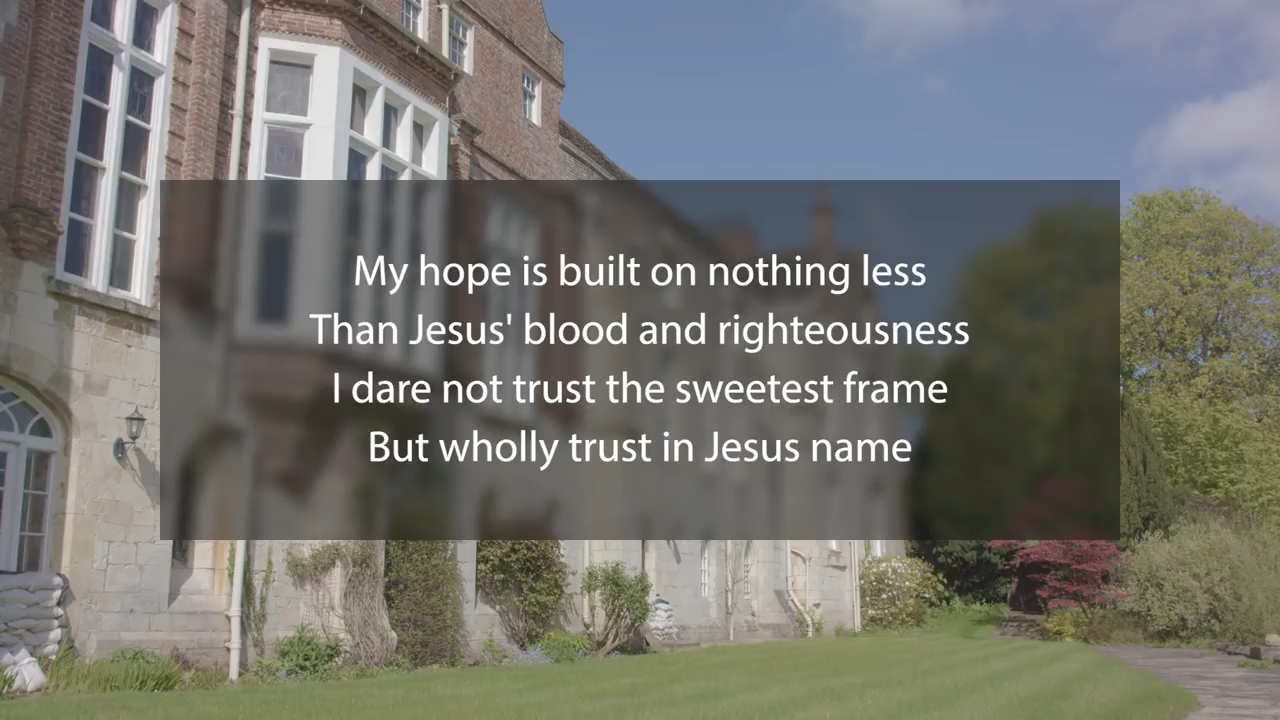 My hope is built on nothing less
Than Jesus' blood and righteousness
I dare not trust the sweetest frame
But wholly trust in Jesus name